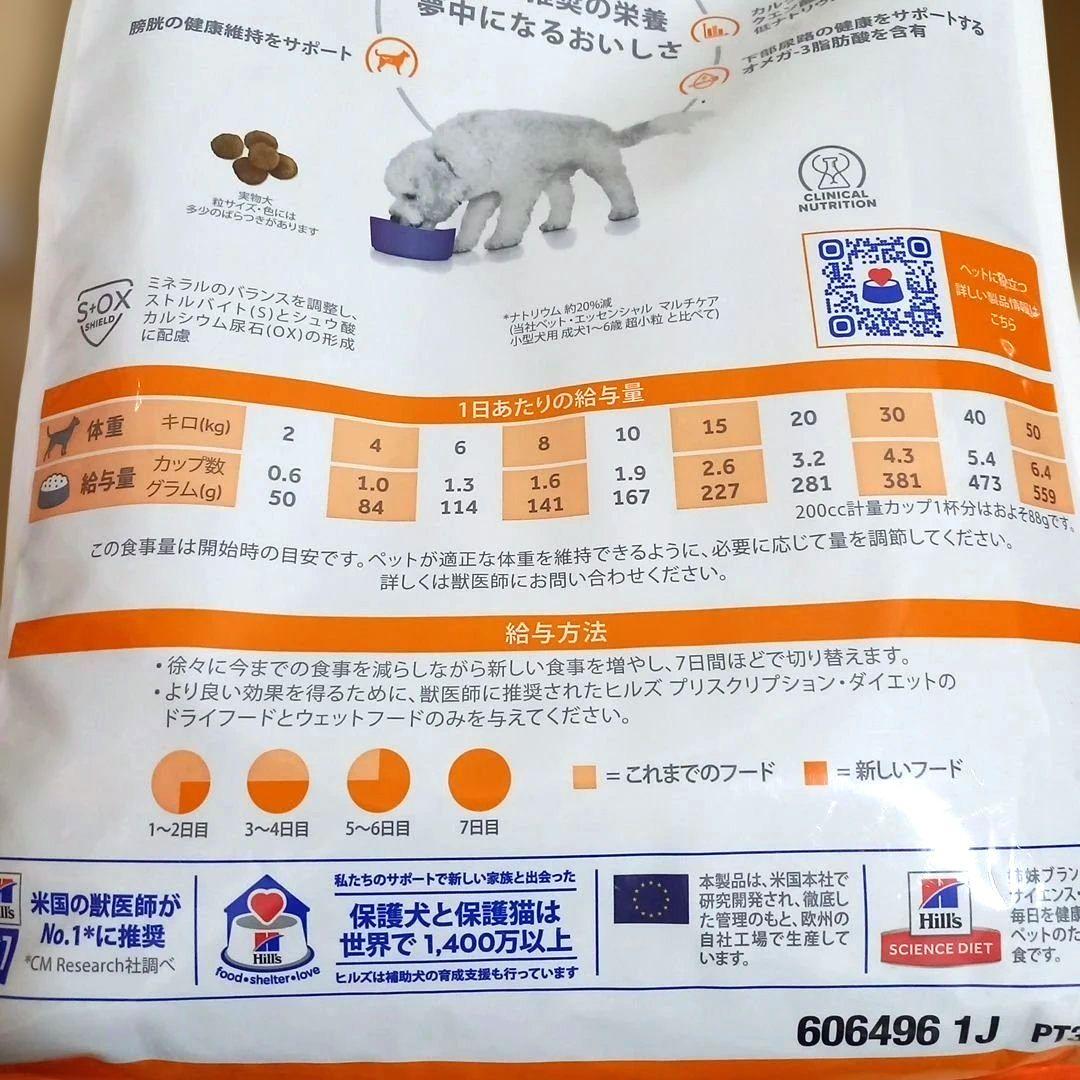 の栄養
夢中になるおいしさ
膀胱の健康維持をサポート
下部尿路の健康をサポートする
オメガ-3脂肪酸を含有
実物大
粒サイズ・色には
多少のばらつきがあります
CLINICAL
NUTRITION
S+OX
SHIELD
ミネラルのバランスを調整し、
ストルバイト(S)とシュウ酸
カルシウム尿石(OX)の形成
に配慮
*ナトリウム 約20%減
(当社ペット・エッセンシャル マルチケア
小型犬用 成犬1~6歳 超小粒 と比べて)
ペットに役立つ
詳しい製品情報は
こちら
1日あたりの給与量
体重 キロ(kg) 2 4 6 8 10 15 20 30 40 50
給与量 カップ数 0.6 1.0 1.3 1.6 1.9 2.6 3.2 4.3 5.4 6.4
グラム(g) 50 84 114 141 167 227 281 381 473 559
200cc計量カップ1杯分はおよそ88gです。
この食事量は開始時の目安です。ペットが適正な体重を維持できるように、必要に応じて量を調節してください。
詳しくは獣医師にお問い合わせください。
給与方法
・徐々に今までの食事を減らしながら新しい食事を増やし、7日間ほどで切り替えます。
・より良い効果を得るために、獣医師に推奨されたヒルズ プリスクリプション・ダイエットの
ドライフードとウェットフードのみを与えてください。
1~2日目 3~4日目 5~6日目 7日目
=これまでのフード =新しいフード
米国の獣医師が
No.1*に推奨
*CM Research社調べ
Hill's
food•shelter•love
私たちのサポートで新しい家族と出会った
保護犬と保護猫は
世界で 1,400万以上
ヒルズは補助犬の育成支援も行っています
本製品は、米国本社で
研究開発され、徹底し
た管理のもと、欧州の
自社工場で生産して
います。
Hill's
SCIENCE DIET
姉妹ブラン
サイエンス・
毎日を健康
ペットのた
食です。
606496 1J PT3